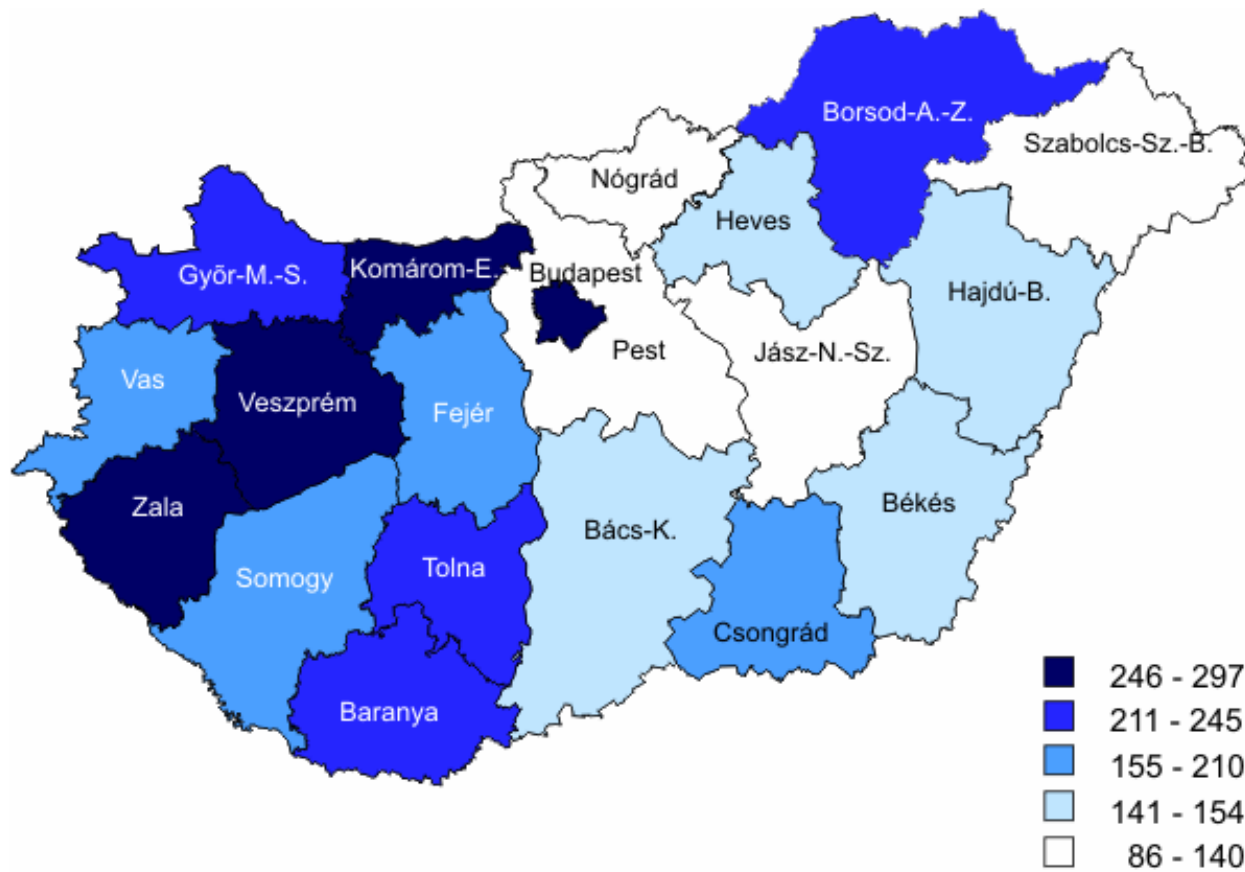 Borsod-A.-Z.
Szabolcs-Sz.-B.
Nógrád
Heves
Győr-M.-S.
Komárom-E.
Budapest
Hajdú-B.
Pest
Jász-N.-Sz.
Vas
Veszprém
Fejér
Zala
Békés
Bács-K.
Tolna
Somogy
Csongrád
Baranya
246 - 297
211 - 245
155 - 210
141 - 154
86 - 140